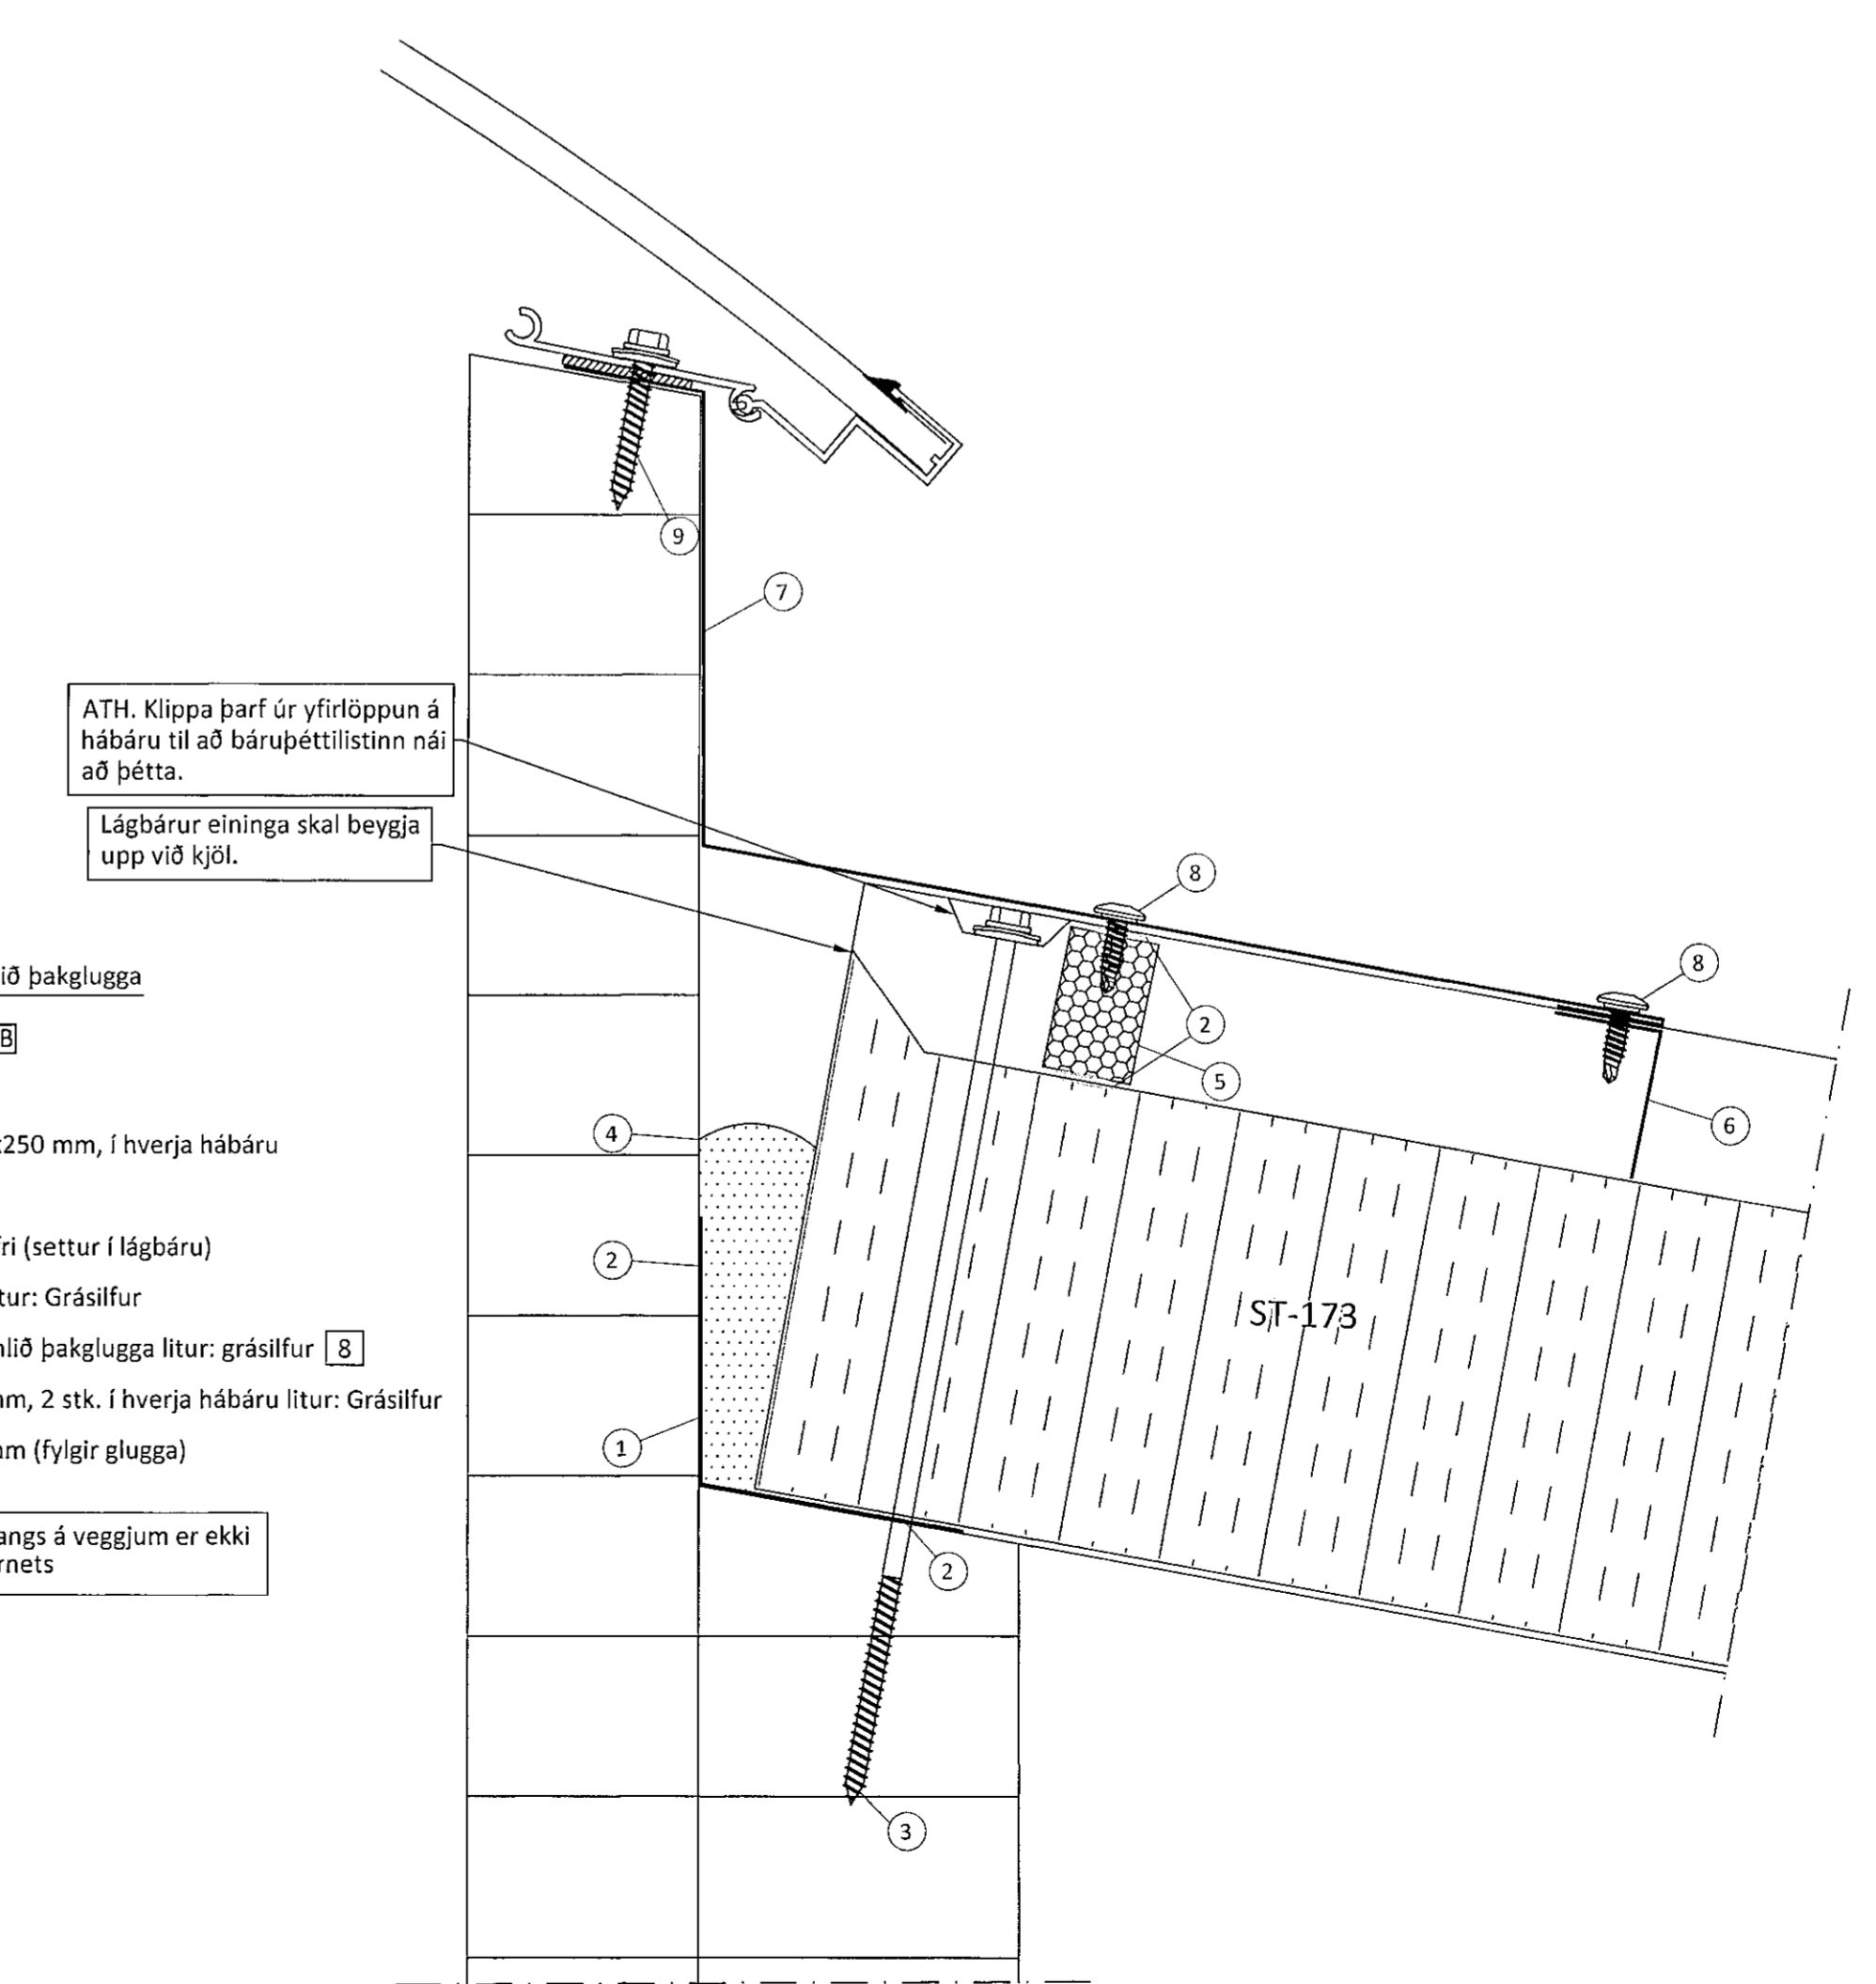 ATH. Klippa þarf úr yfirlöppun á
hábáru til að báruþéttilistinn nái
að þétta.
Lágbárur eininga skal beygja
upp við kjöl.
ið þakglugga
B
x250 mm, í hverja hábáru
fri (settur í lágbáru)
tur: Grásilfur
nlið þakglugga litur: grásilfur 8
nm, 2 stk. í hverja hábáru litur: Grásilfur
nm (fylgir glugga)
angs á veggjum er ekki
rnets
9
7
8
8
2
5
6
4
2
1
2
3
ST-173